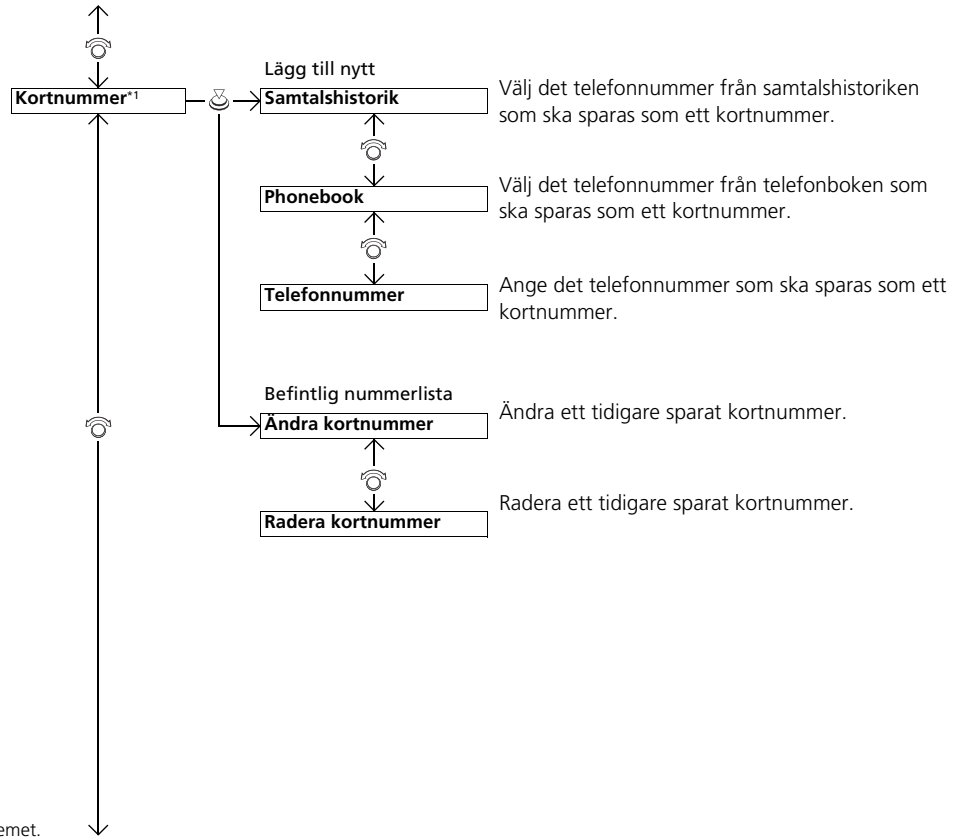 Lägg till nytt
Kortnummer*1
Samtalshistorik
Välj det telefonnummer från samtalshistoriken
som ska sparas som ett kortnummer.
Phonebook
Välj det telefonnummer från telefonboken som
ska sparas som ett kortnummer.
Telefonnummer
Ange det telefonnummer som ska sparas som ett
kortnummer.
Befintlig nummerlista
Ändra kortnummer
Ändra ett tidigare sparat kortnummer.
Radera kortnummer
Radera ett tidigare sparat kortnummer.
emet.